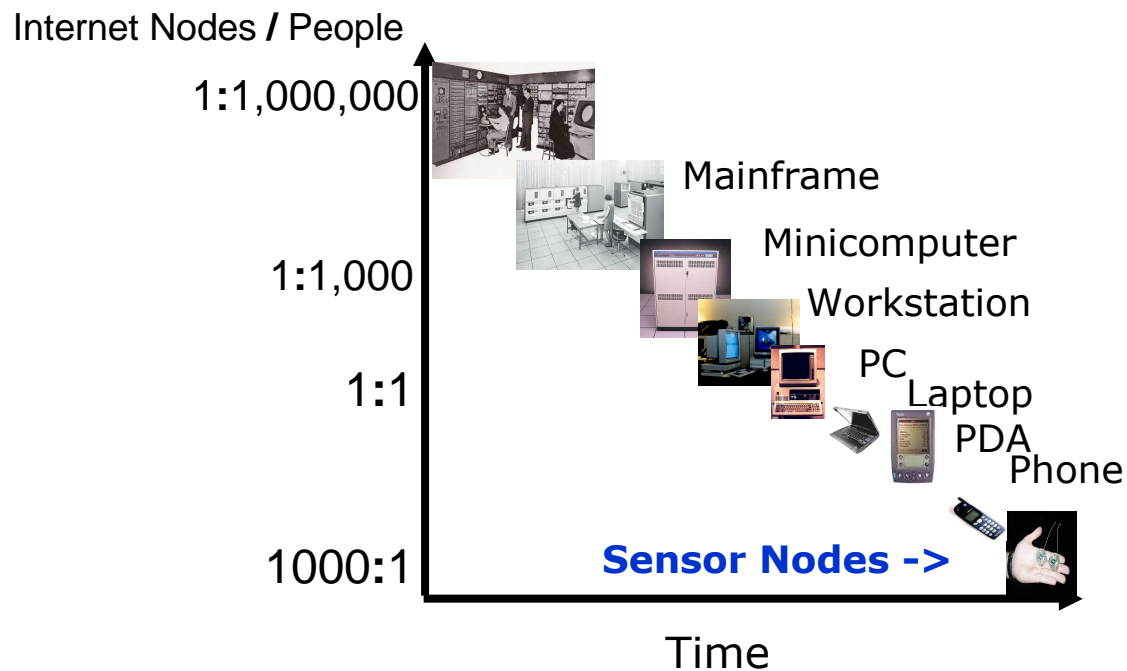 Internet Nodes / People
1:1,000,000
Mainframe
Minicomputer
1:1,000
Workstation
PC
1:1
Laptop
PDA
Phone
1000:1
Sensor Nodes ->
Time